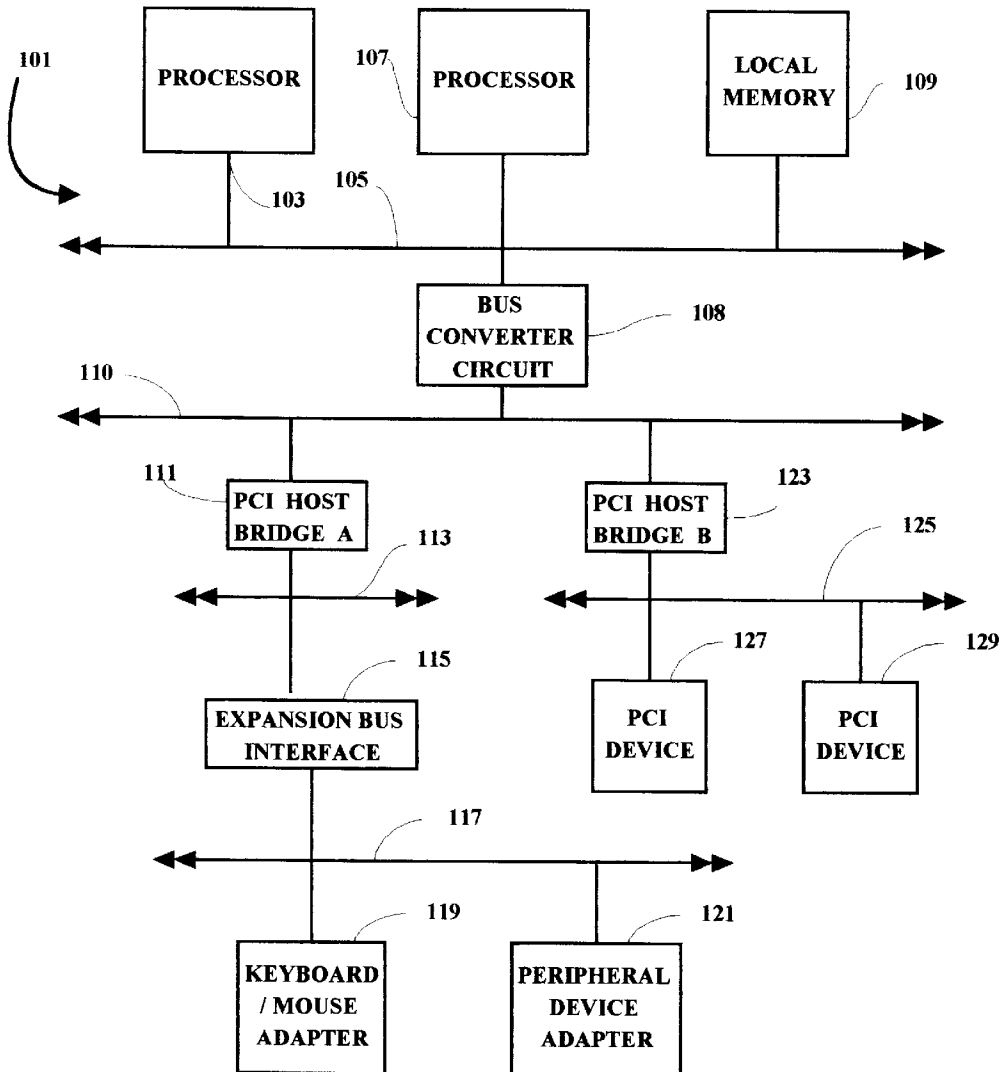 101
PROCESSOR
107
PROCESSOR
LOCAL
MEMORY
109
103
105
BUS
CONVERTER
CIRCUIT
108
110
111
PCI HOST
BRIDGE A
PCI HOST
BRIDGE B
123
113
125
115
EXPANSION BUS
INTERFACE
127
PCI
DEVICE
129
PCI
DEVICE
117
119
KEYBOARD
/ MOUSE
ADAPTER
121
PERIPHERAL
DEVICE
ADAPTER